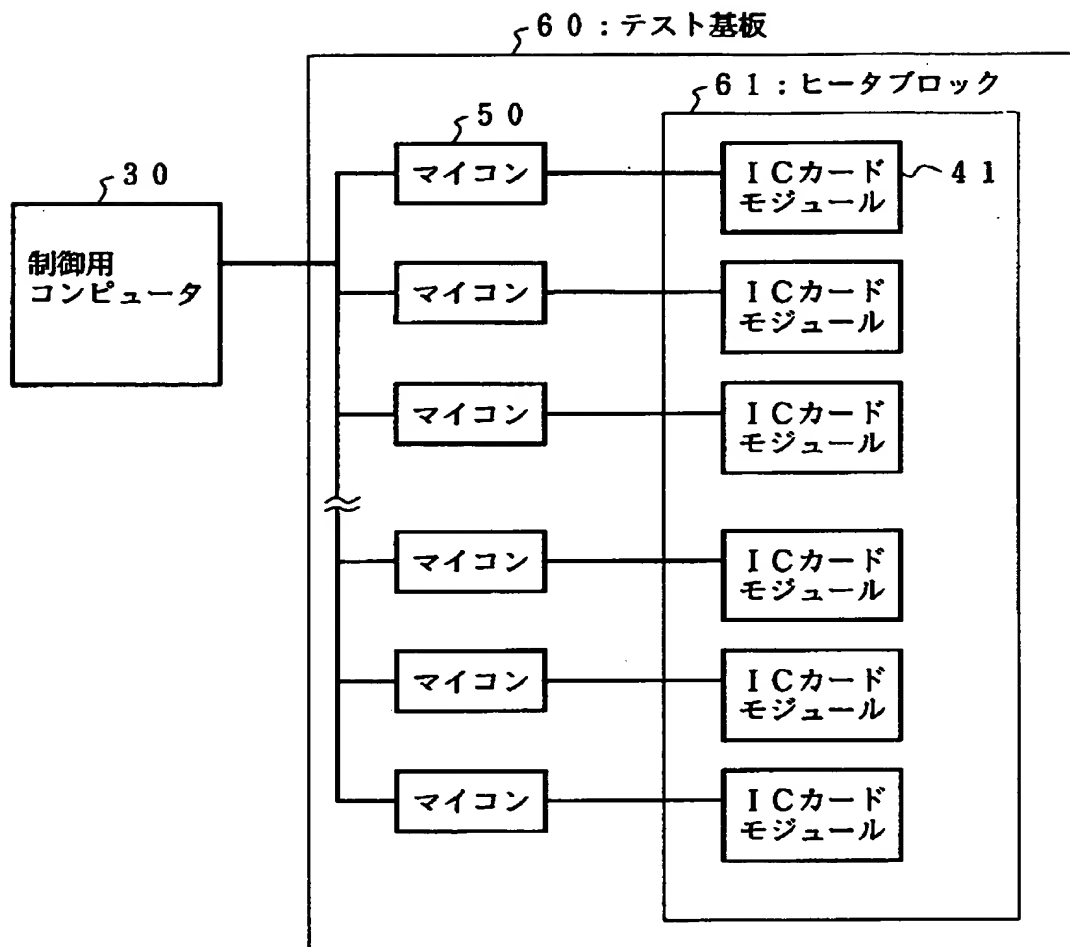 ６０：テスト基板
６１：ヒータブロック
５０
３０
４１
制御用
コンピュータ
マイコン
ＩＣカード
モジュール
マイコン
ＩＣカード
モジュール
マイコン
ＩＣカード
モジュール
マイコン
ＩＣカード
モジュール
マイコン
ＩＣカード
モジュール
マイコン
ＩＣカード
モジュール